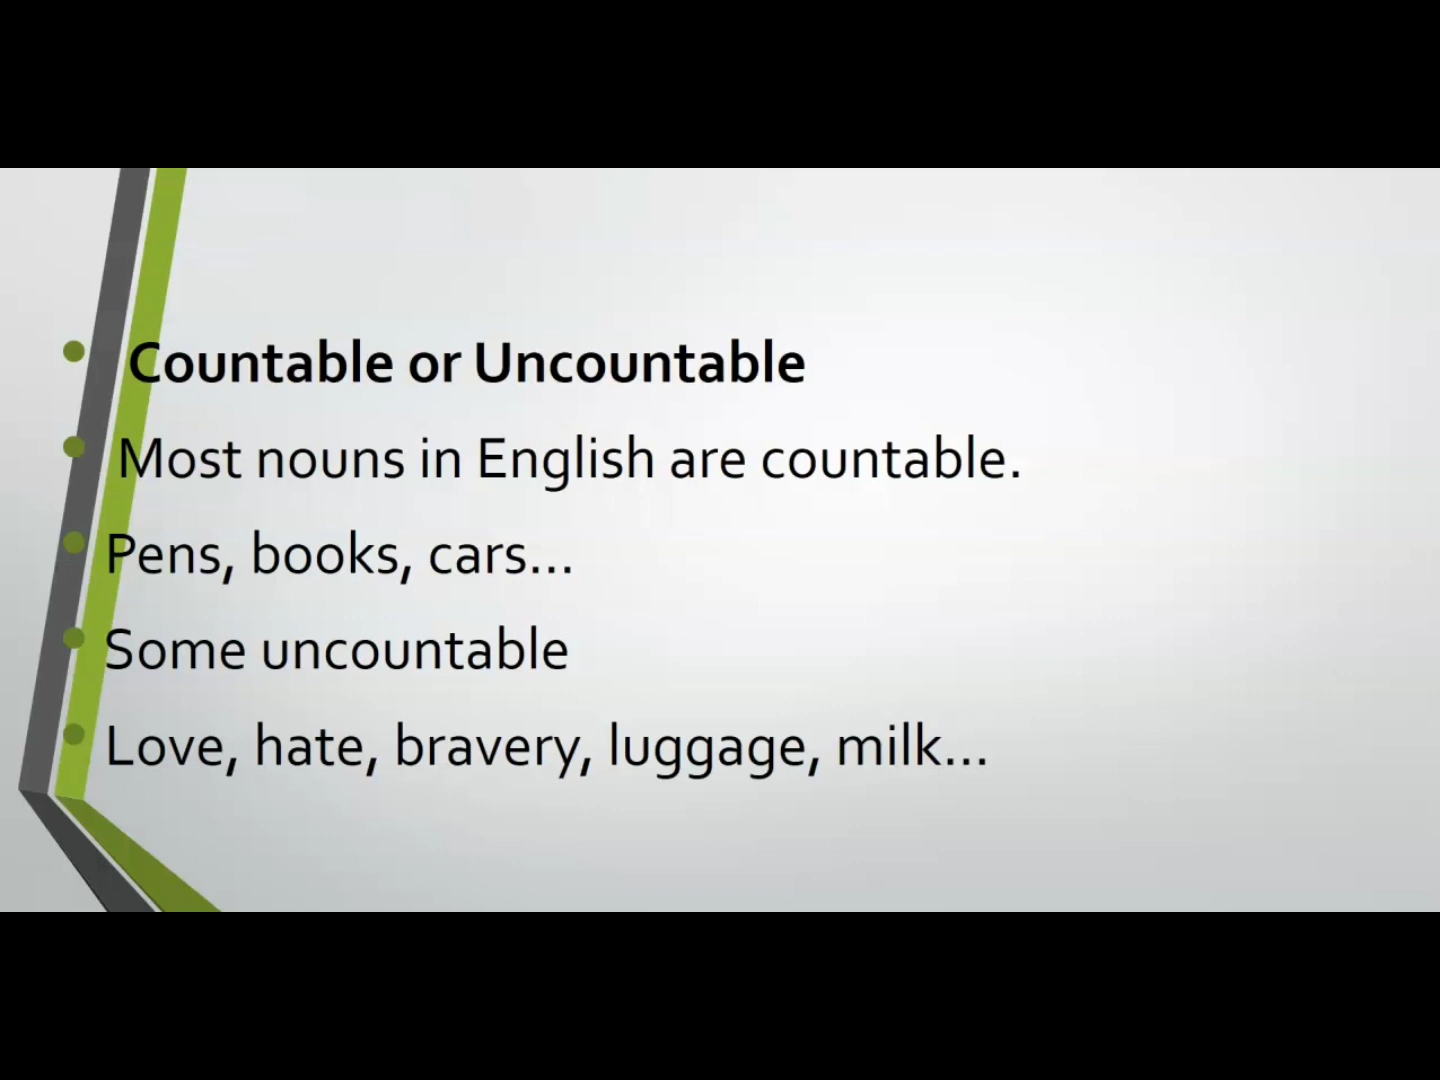 Countable or Uncountable
Most nouns in English are countable.
Pens, books, cars...
Some uncountable
Love, hate, bravery, luggage, milk...